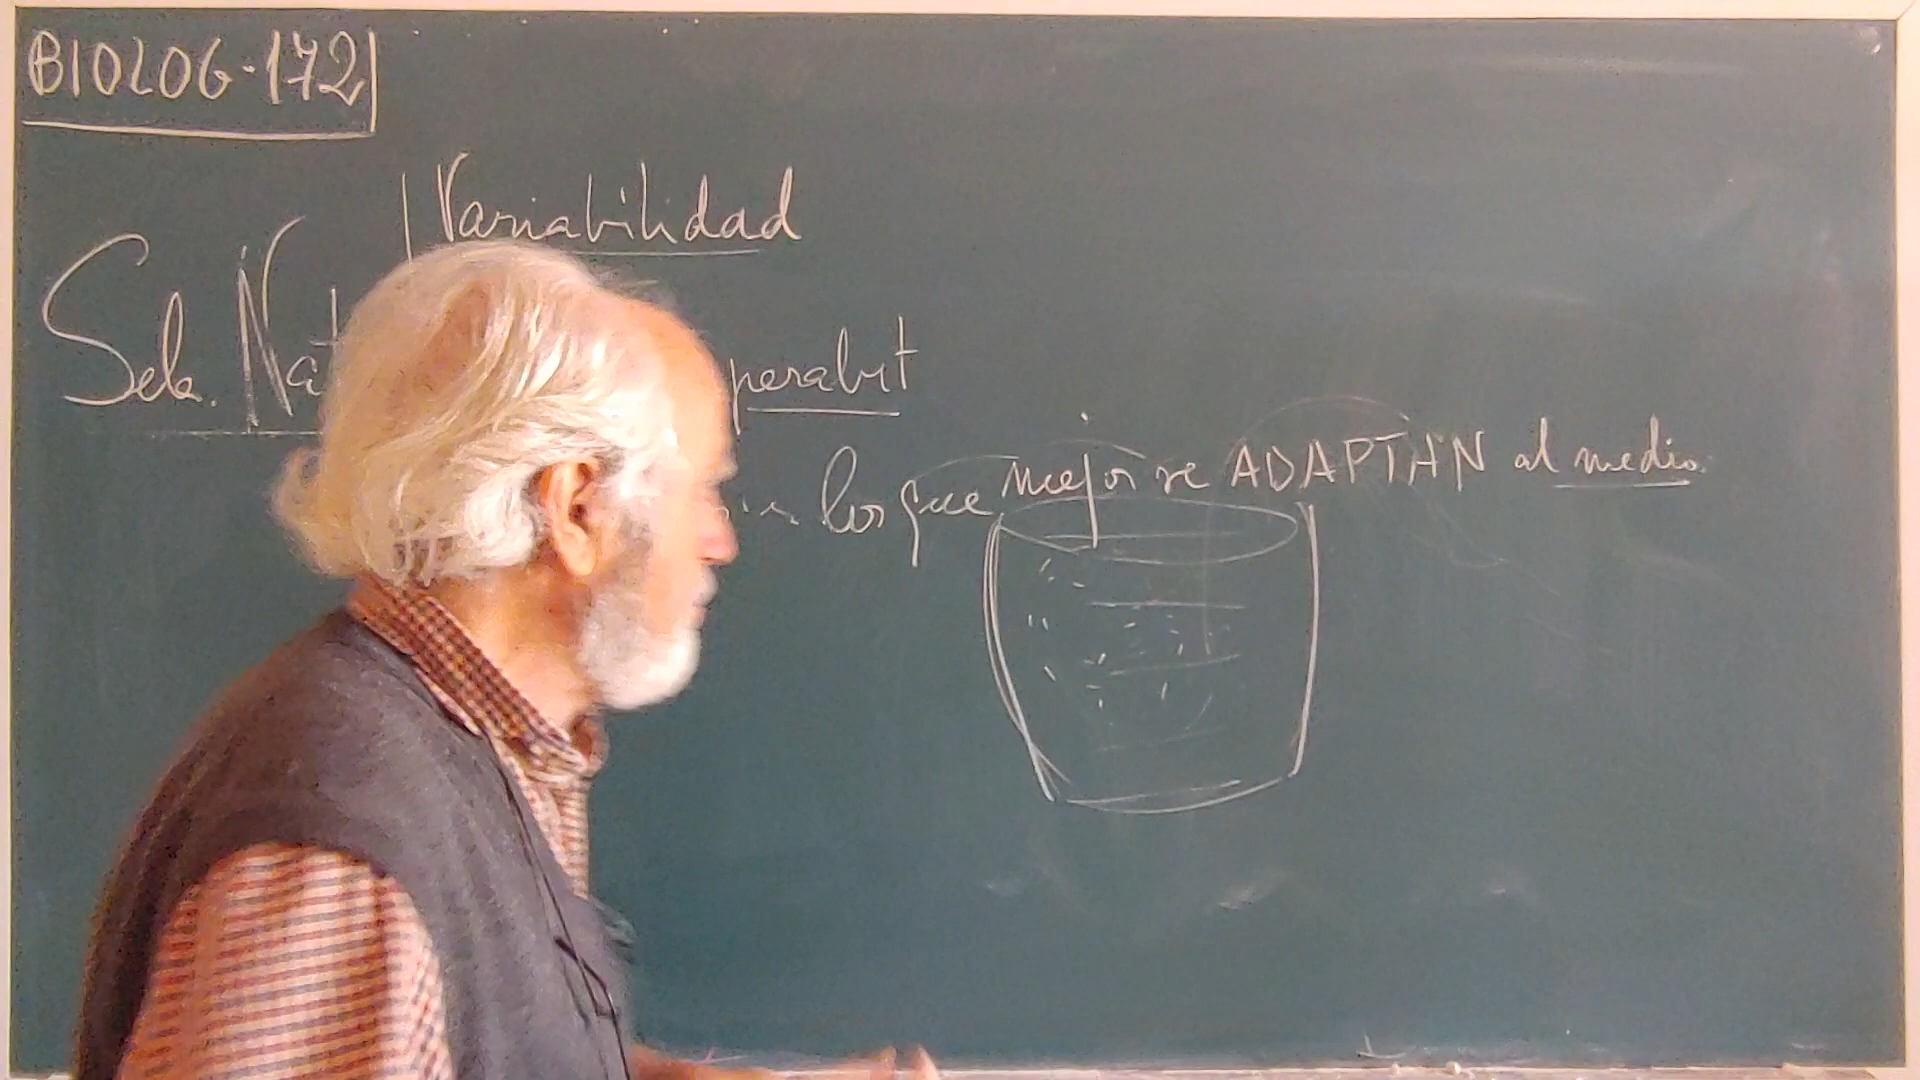 BIOLOG-172
Variabilidad
Sele. Nat
perabit
los que mejor se ADAPTAN al medio.